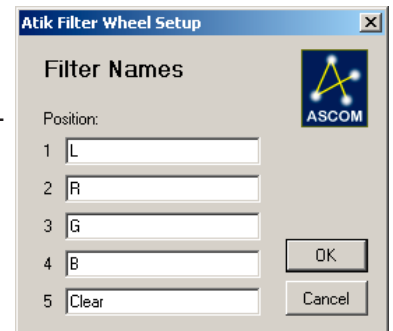 Atik Filter Wheel Setup
Filter Names
ASCOM
Position:
1 L
2 R
3 G
4 B
5 Clear
OK
Cancel